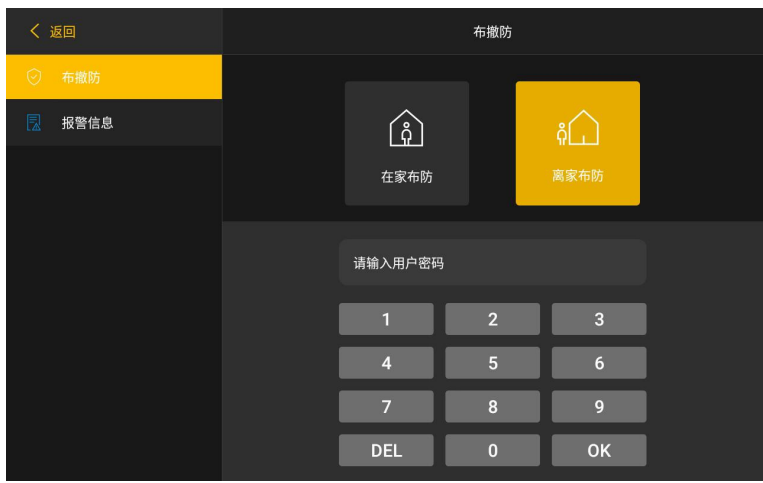 返回
布撤防
布撤防
报警信息
在家布防
离家布防
请输入用户密码
1 2 3
4 5 6
7 8 9
DEL 0 OK